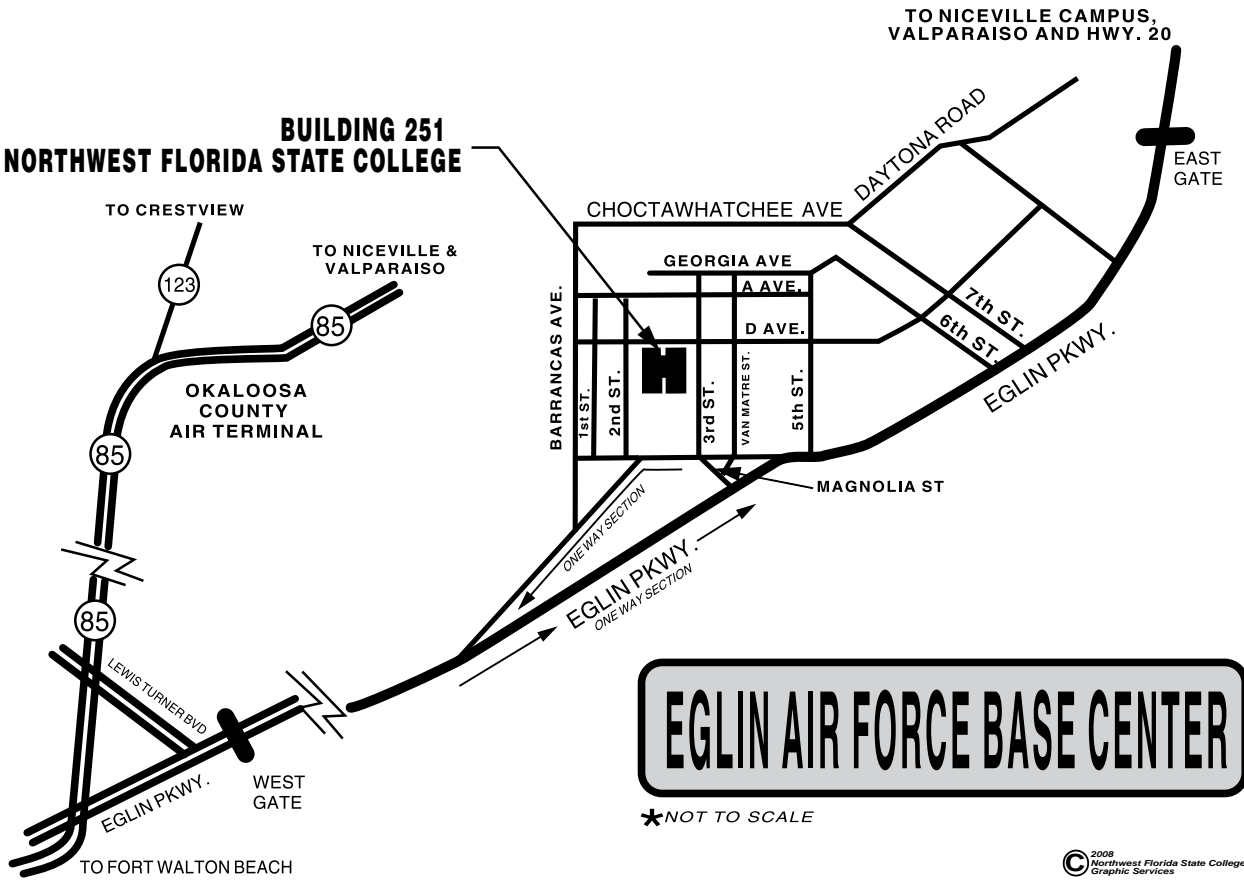 TO NICEVILLE CAMPUS,
VALPARAISO AND HWY. 20
BUILDING 251
NORTHWEST FLORIDA STATE COLLEGE
DAYTONA ROAD
EAST
GATE
TO CRESTVIEW
CHOCTAWHATCHEE AVE
TO NICEVILLE &
VALPARAISO
GEORGIA AVE
123
A AVE.
85
D AVE.
7th ST.
6th ST.
BARRANCAS AVE.
1st ST.
2nd ST.
3rd ST.
VAN MATRE ST.
5th ST.
EGLIN PKWY.
OKALOOSA
COUNTY
AIR TERMINAL
85
MAGNOLIA ST
ONE WAY SECTION
EGLIN PKWY.
ONE WAY SECTION
85
LEWIS TURNER BVD
EGLIN PKWY.
WEST
GATE
TO FORT WALTON BEACH
EGLIN AIR FORCE BASE CENTER
*NOT TO SCALE
© 2008
Northwest Florida State College
Graphic Services